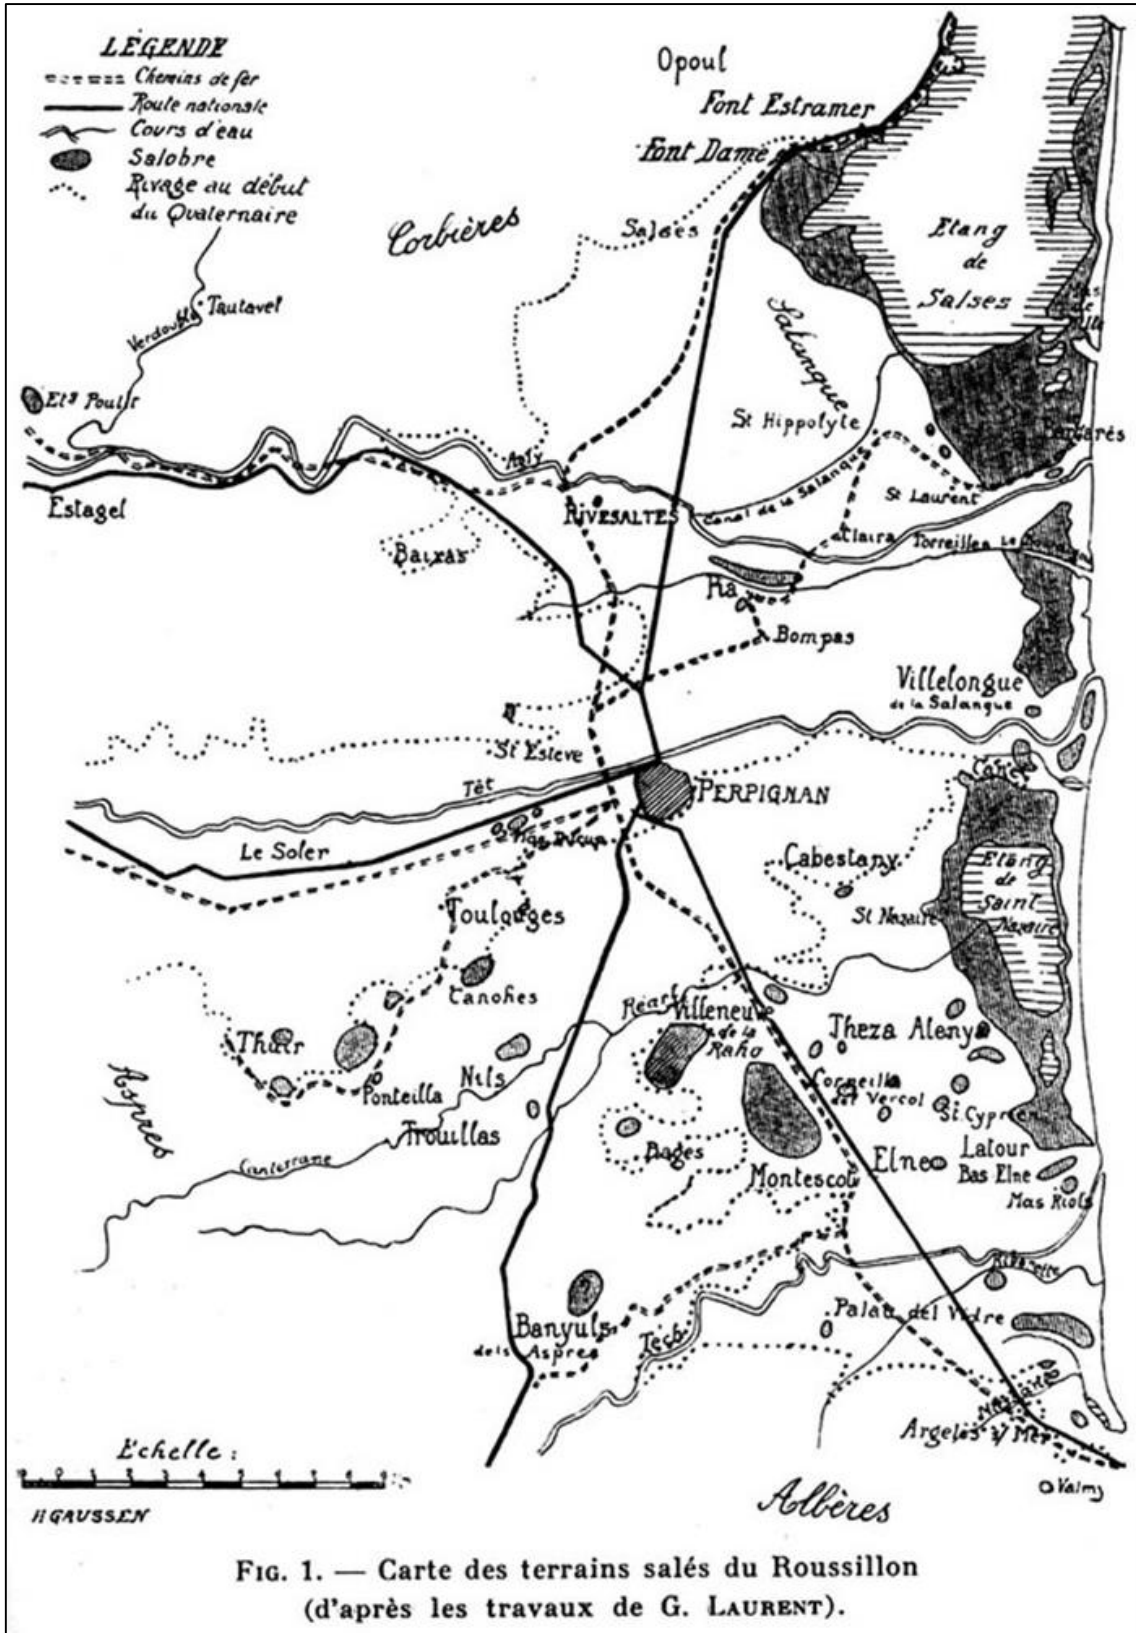 LÉGENDE
Chemins de fer
Route nationale
Cours d'eau
Salobre
Rivage au début
du Quaternaire
Opoul
Font Estramer
Font Dame
Corbières
Salses
Etang
de
Salses
Tautavel
Verdouble
Salanque
St Hippolyte
Agly
Estagel
RIVESALTES
Canal de la Salanque
St Laurent
Claira
Torreilles
Baixas
Bompas
Villelongue
de la Salanque
St Esteve
Têt
PERPIGNAN
Canet
Le Soler
Cabestany
Etang
de
Saint
Nazaire
St Nazaire
Toulouges
Canohes
Réart
Villeneuve
de la
Raho
Theza
Alenya
Thuir
Nils
Ponteilla
Corneilla
del Vercol
St Cyprien
Aspres
Trouillas
Canterrane
Bages
Elne
Latour
Bas Elne
Montescot
Mas Riols
Banyuls
dels Aspres
Tech
Palau del Vidre
Argelès s/ Mer
Valmy
Albères
Echelle :
H GAUSSEN
FIG. 1. — Carte des terrains salés du Roussillon
(d'après les travaux de G. LAURENT).